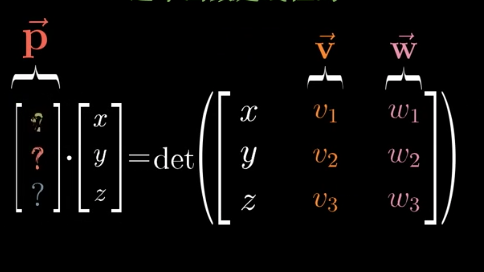 p⃗ v⃗ w⃗
[? ? ?] · [x y z] = det([x v₁ w₁
y v₂ w₂
z v₃ w₃])